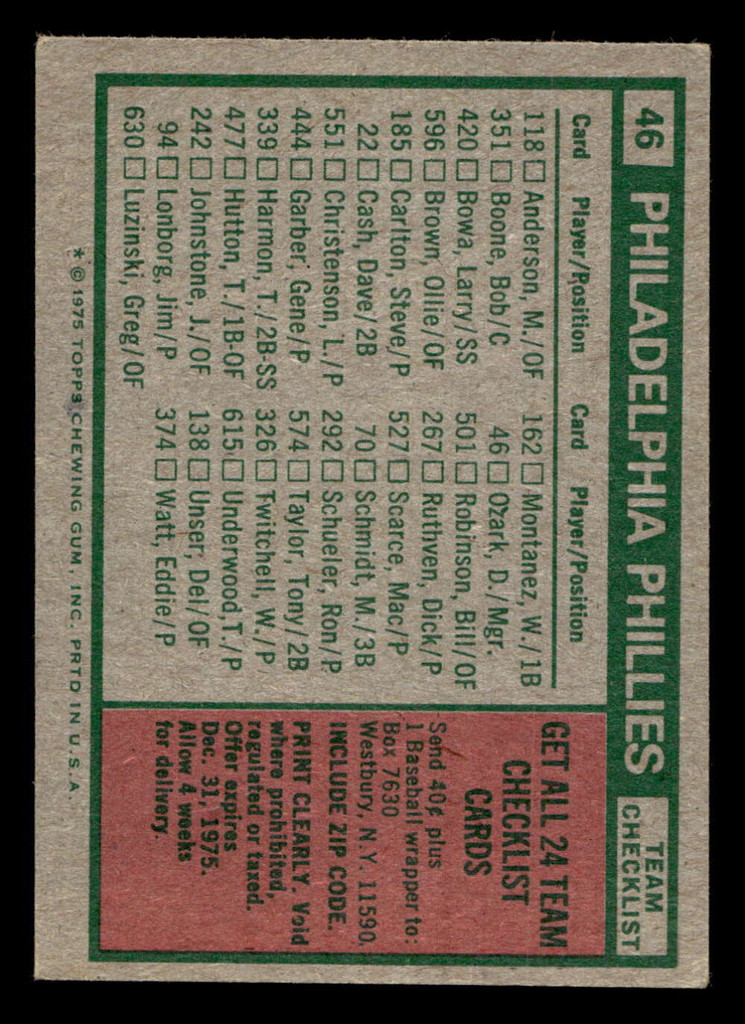 46 PHILADELPHIA PHILLIES TEAM CHECKLIST
Card Player/Position
118 □ Anderson, M./OF
351 □ Boone, Bob/C
420 □ Bowa, Larry/SS
596 □ Brown, Ollie/OF
185 □ Carlton, Steve/P
22 □ Cash, Dave/2B
551 □ Christenson, L./P
444 □ Garber, Gene/P
339 □ Harmon, T./2B-SS
477 □ Hutton, T./1B-OF
242 □ Johnstone, J./OF
94 □ Lonborg, Jim/P
630 □ Luzinski, Greg/OF
Card Player/Position
162 □ Montanez, W./1B
46 □ Ozark, D./Mgr.
501 □ Robinson, Bill/OF
267 □ Ruthven, Dick/P
527 □ Scarce, Mac/P
70 □ Schmidt, M./3B
292 □ Schueler, Ron/P
574 □ Taylor, Tony/2B
326 □ Twitchell, W./P
615 □ Underwood,T./P
138 □ Unser, Del/OF
374 □ Watt, Eddie/P
GET ALL 24 TEAM
CHECKLIST
CARDS
Send 40¢ plus
1 Baseball wrapper to:
Box 7630
Westbury, N.Y. 11590.
INCLUDE ZIP CODE.
PRINT CLEARLY. Void
where prohibited,
regulated or taxed.
Offer expires
Dec. 31, 1975.
Allow 4 weeks
for delivery.
* © 1975 TOPPS CHEWING GUM, INC. PRTD IN U.S.A.